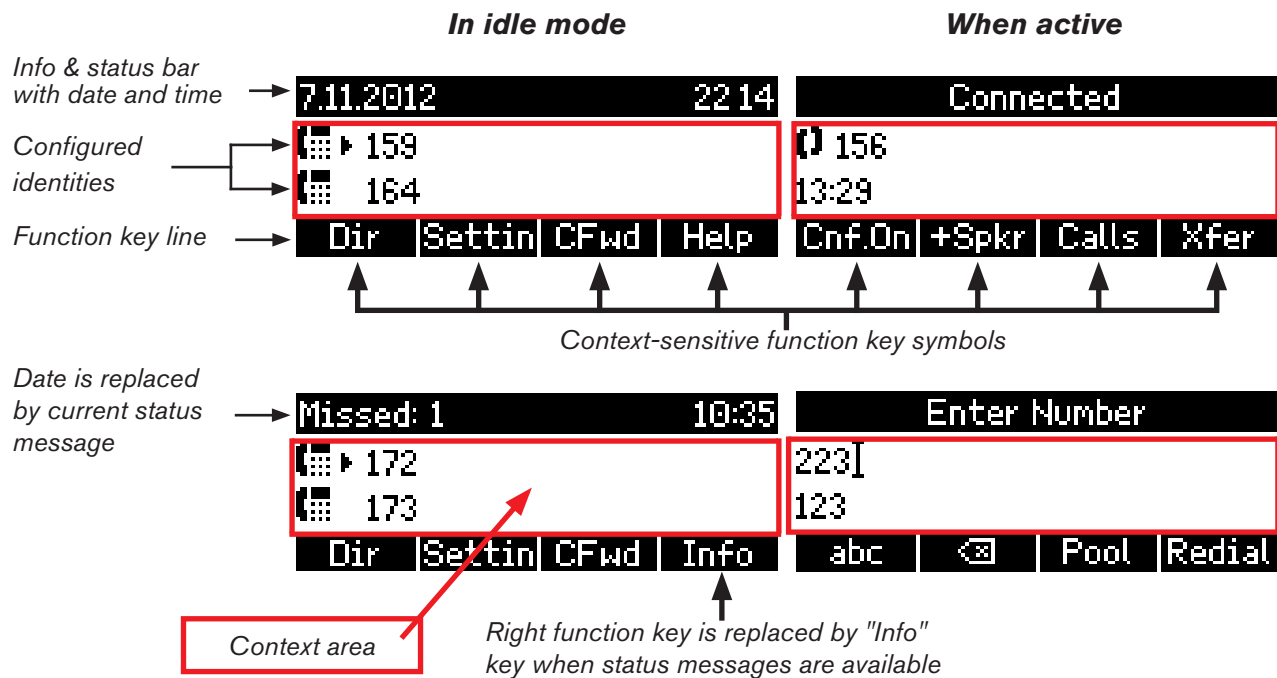 In idle mode
When active
Info & status bar
with date and time
7.11.2012 22 14
Connected
Configured
identities
159
164
156
13:29
Function key line
Dir Settin CFwd Help
Cnf.On +Spkr Calls Xfer
Context-sensitive function key symbols
Date is replaced
by current status
message
Missed: 1 10:35
Enter Number
172
173
223
123
Dir Settin CFwd Info
abc Pool Redial
Context area
Right function key is replaced by "Info"
key when status messages are available